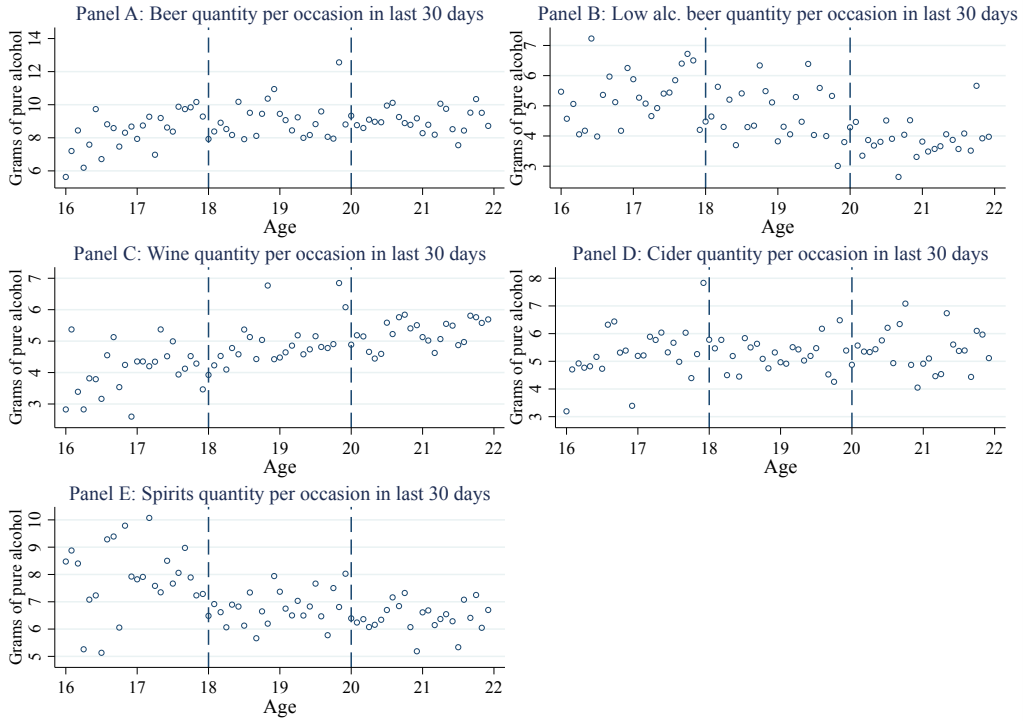 Panel A: Beer quantity per occasion in last 30 days
Grams of pure alcohol
14
12
10
8
6
16 17 18 19 20 21 22
Age
Panel B: Low alc. beer quantity per occasion in last 30 days
Grams of pure alcohol
7
6
5
4
3
16 17 18 19 20 21 22
Age
Panel C: Wine quantity per occasion in last 30 days
Grams of pure alcohol
7
6
5
4
3
16 17 18 19 20 21 22
Age
Panel D: Cider quantity per occasion in last 30 days
Grams of pure alcohol
8
7
6
5
4
3
16 17 18 19 20 21 22
Age
Panel E: Spirits quantity per occasion in last 30 days
Grams of pure alcohol
10
9
8
7
6
5
16 17 18 19 20 21 22
Age